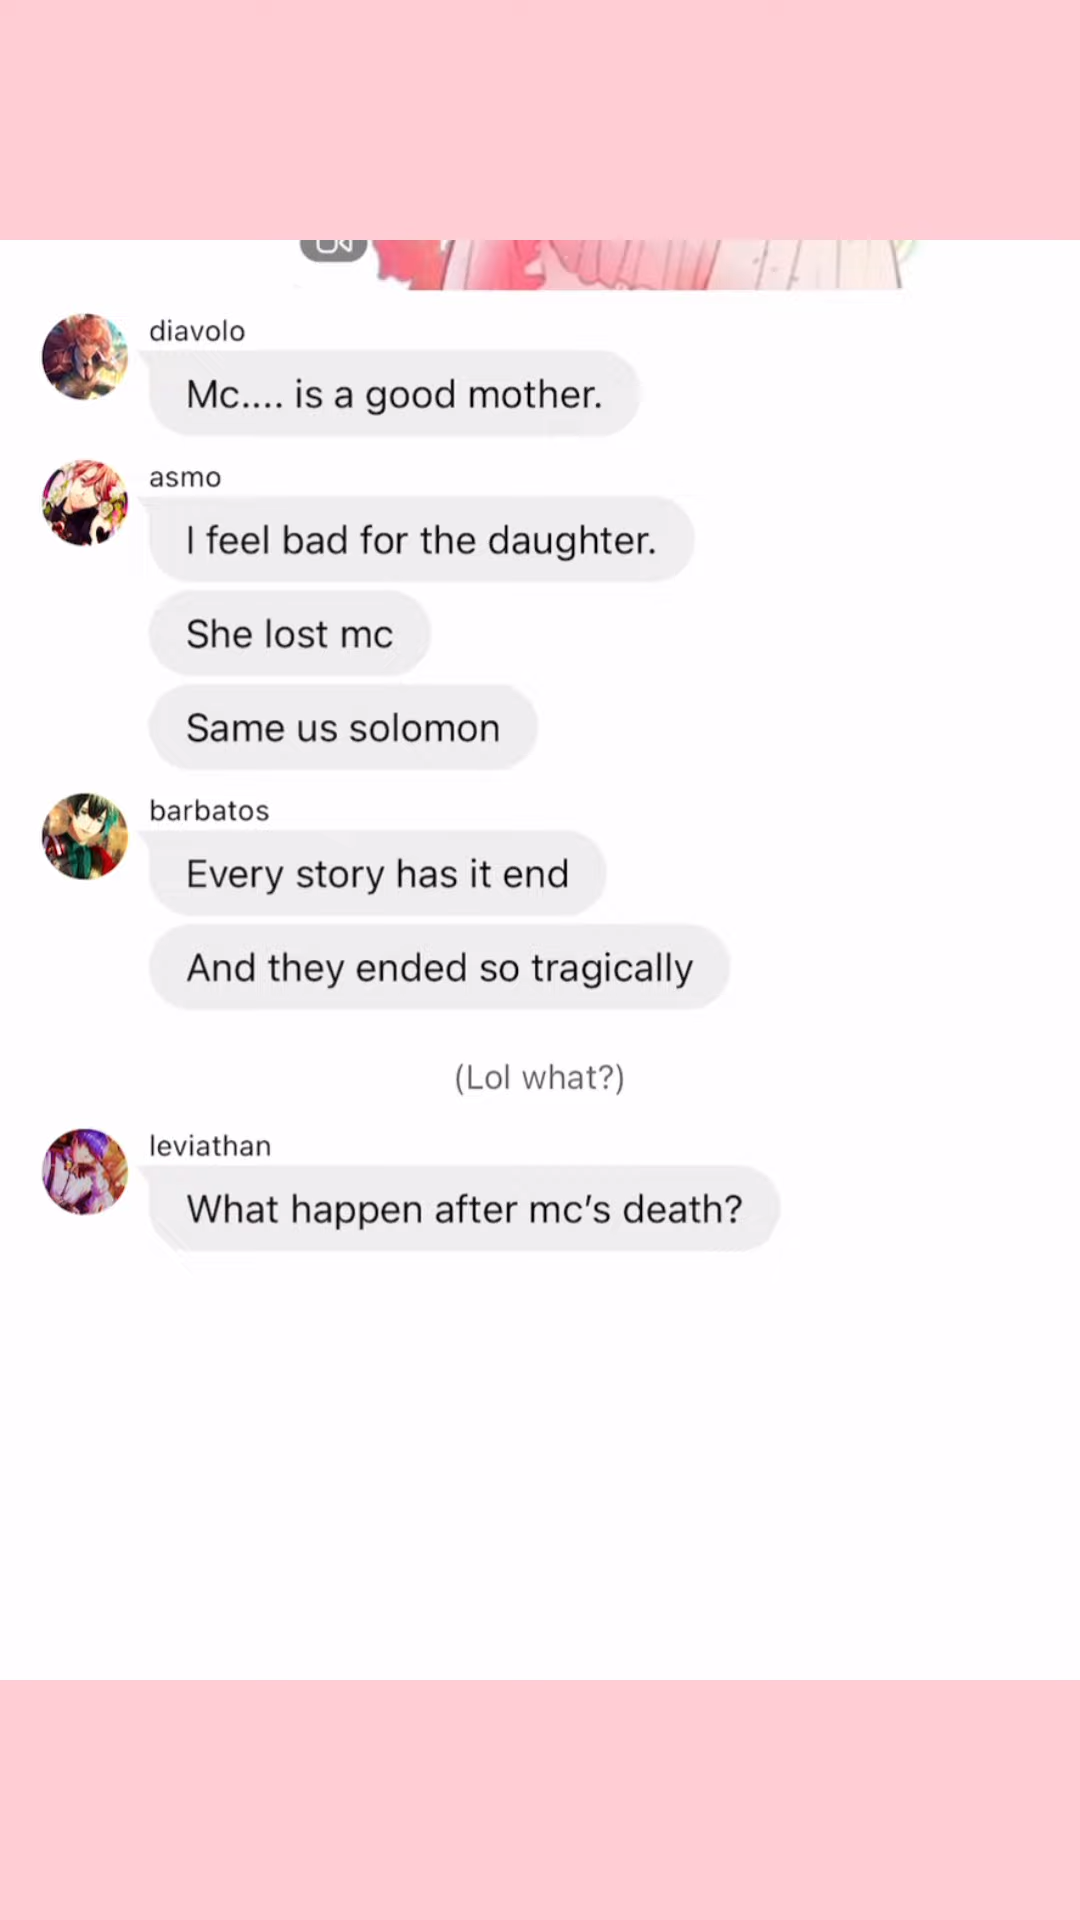 diavolo
Mc.... is a good mother.
asmo
I feel bad for the daughter.
She lost mc
Same us solomon
barbatos
Every story has it end
And they ended so tragically
(Lol what?)
leviathan
What happen after mc's death?